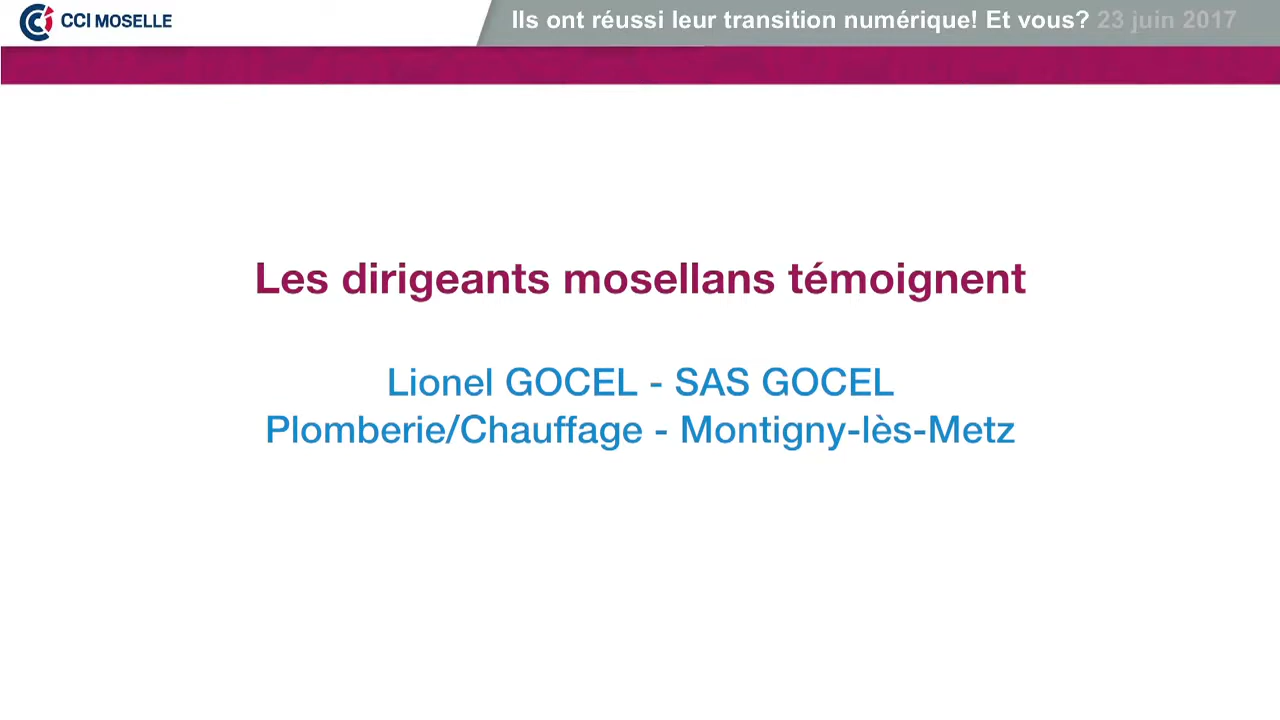 CCI MOSELLE
Ils ont réussi leur transition numérique! Et vous? 23 juin 2017
Les dirigeants mosellans témoignent
Lionel GOCEL - SAS GOCEL
Plomberie/Chauffage - Montigny-lès-Metz